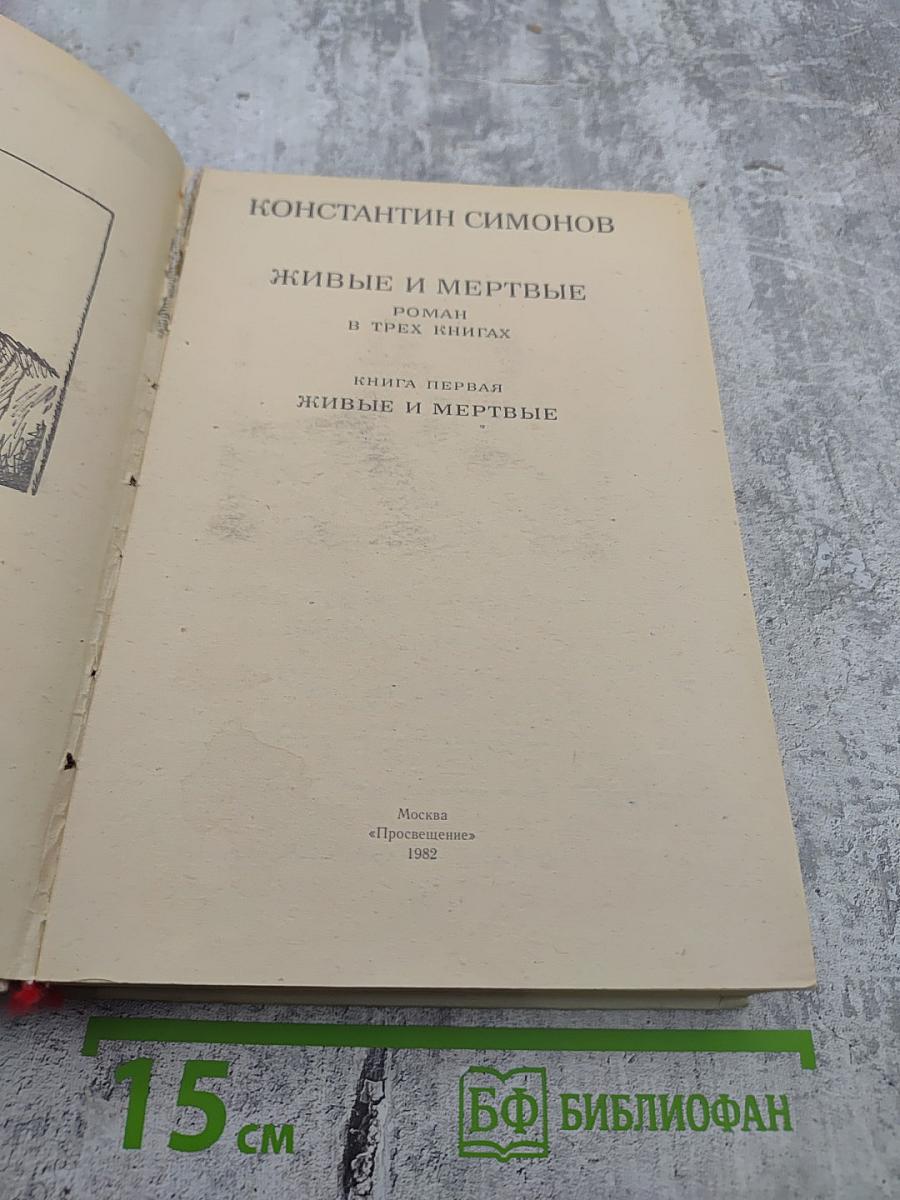 КОНСТАНТИН СИМОНОВ
ЖИВЫЕ И МЕРТВЫЕ
РОМАН
В ТРЕХ КНИГАХ
КНИГА ПЕРВАЯ
ЖИВЫЕ И МЕРТВЫЕ
Москва
«Просвещение»
1982
15 см
БФ БИБЛИОФАН